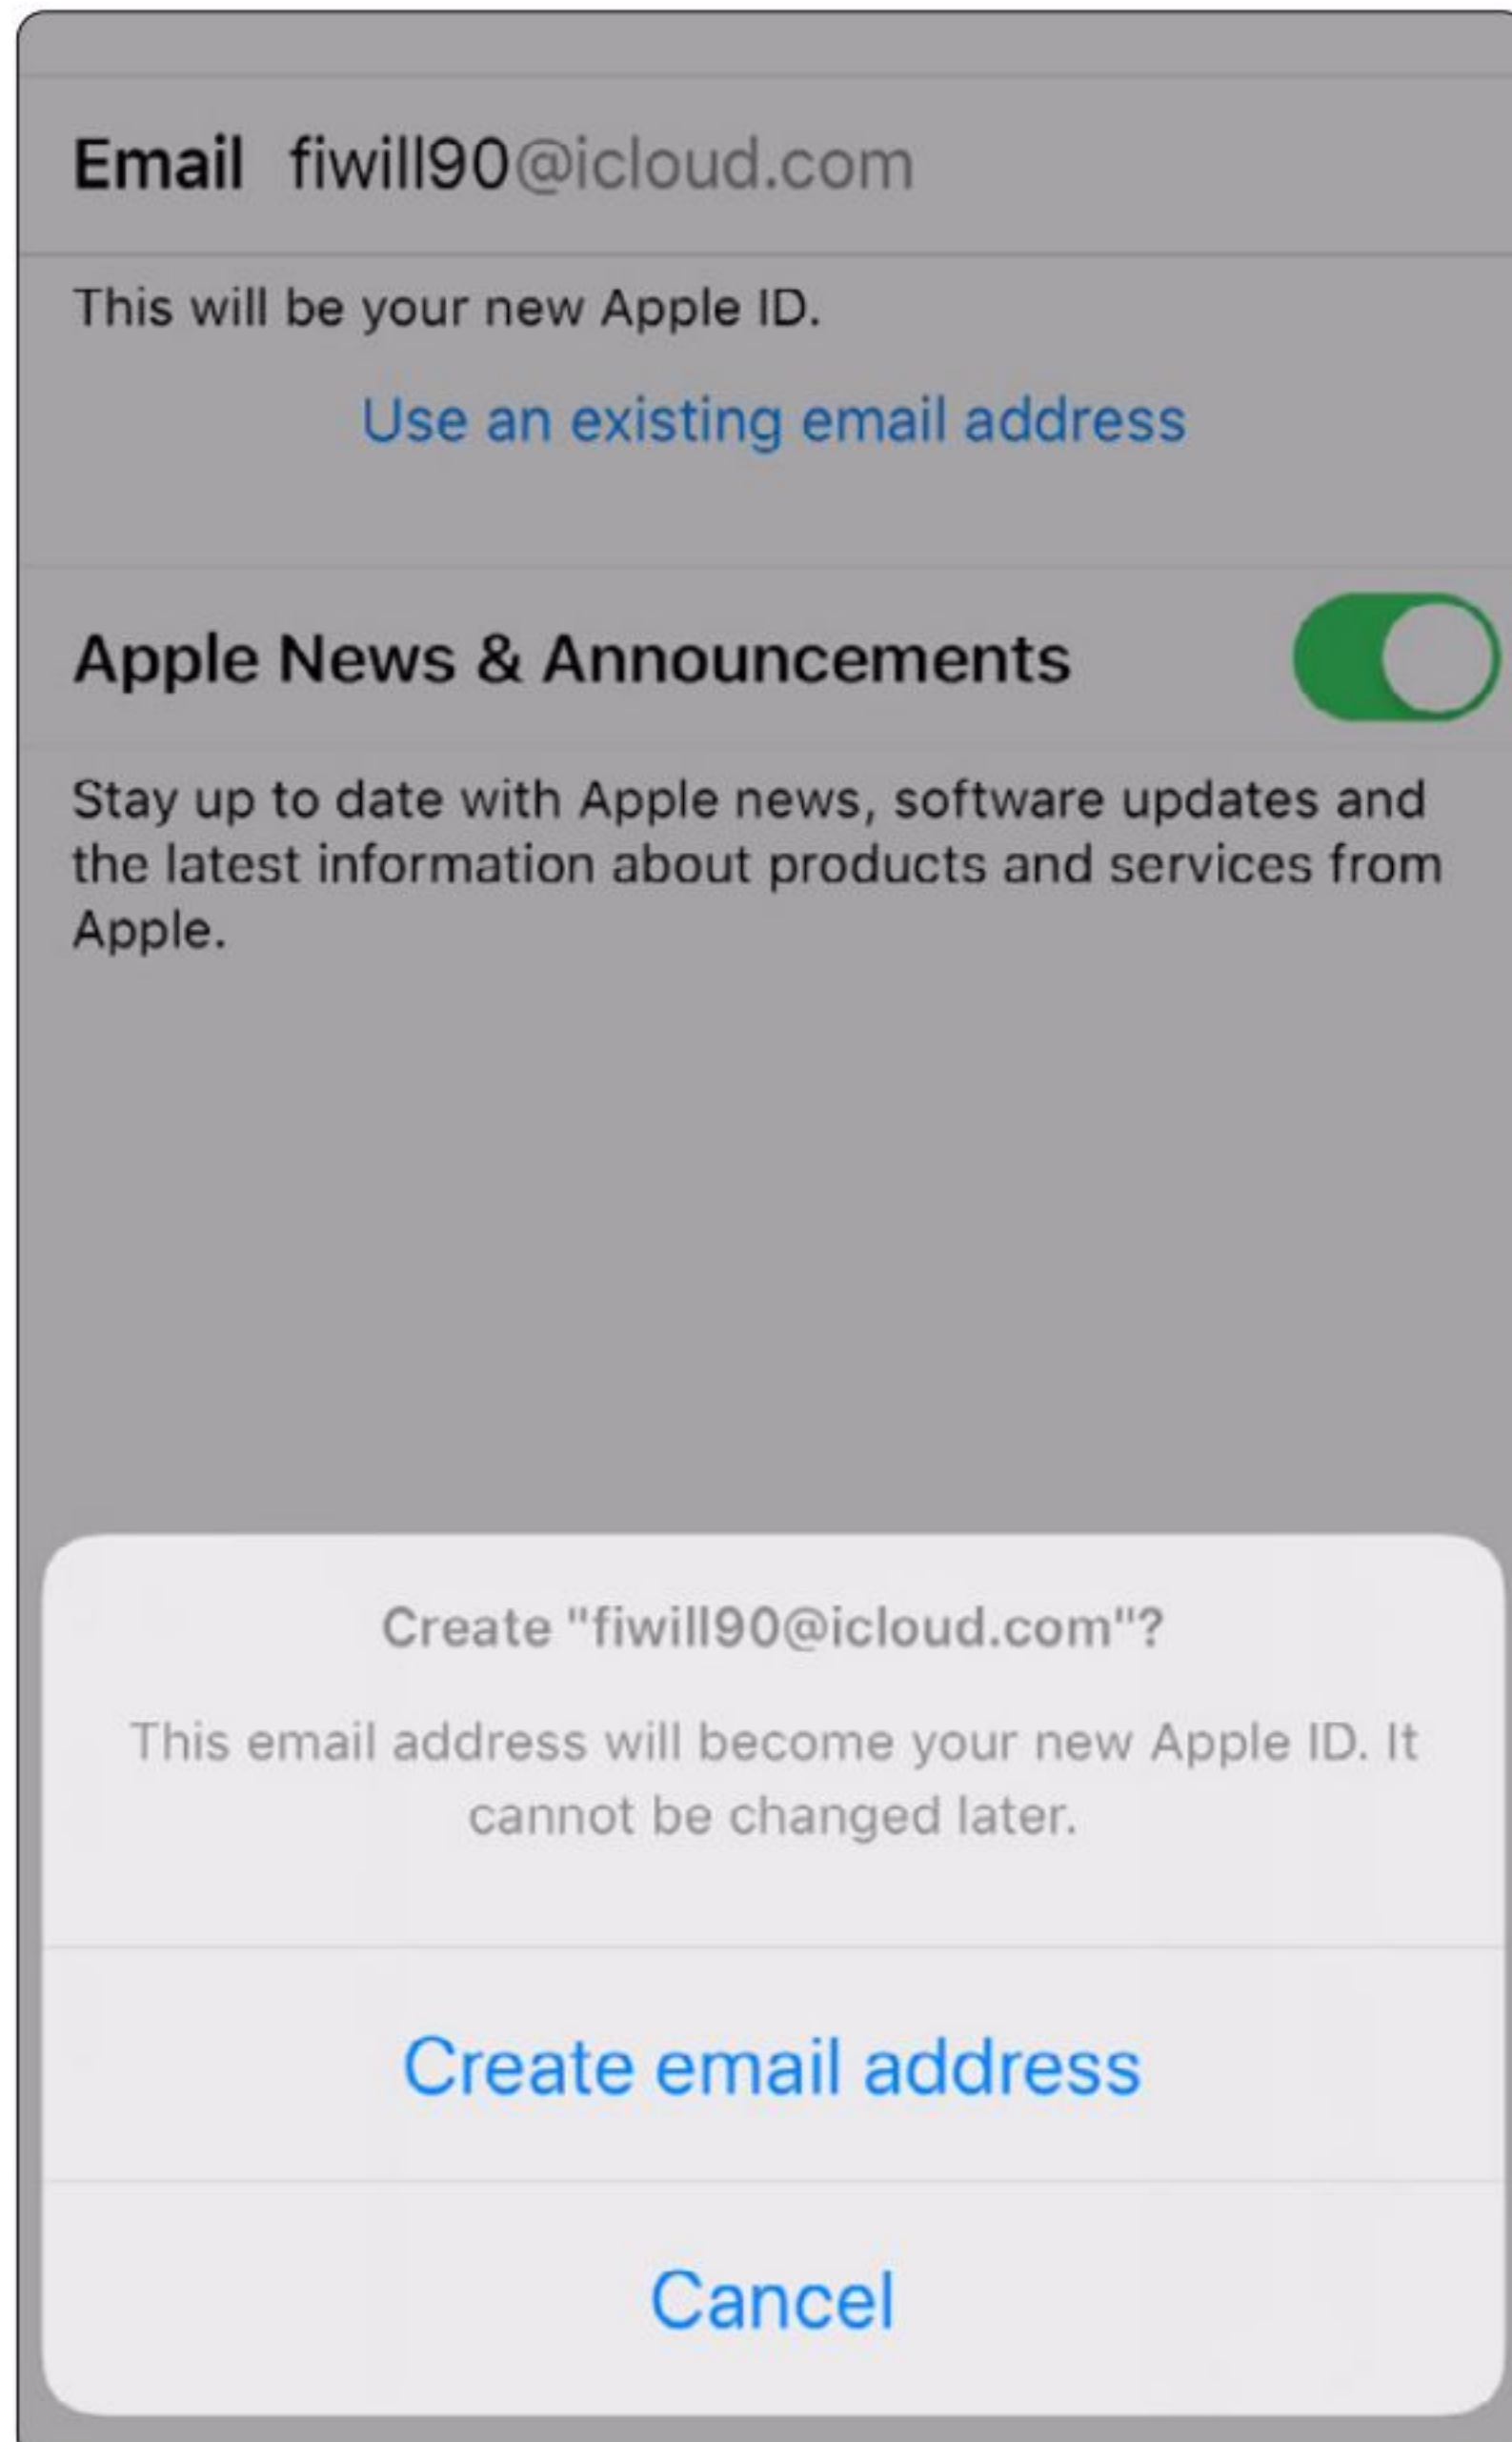 Email fiwill90@icloud.com
This will be your new Apple ID.
Use an existing email address
Apple News & Announcements
Stay up to date with Apple news, software updates and
the latest information about products and services from
Apple.
Create "fiwill90@icloud.com"?
This email address will become your new Apple ID. It
cannot be changed later.
Create email address
Cancel